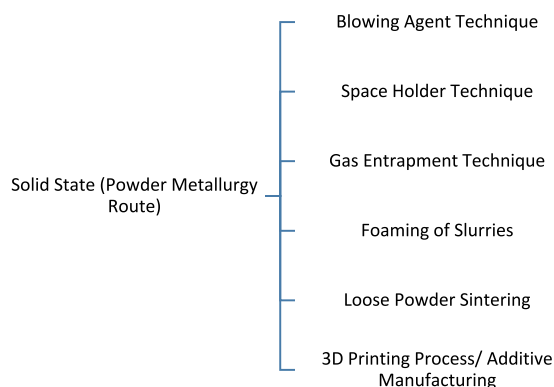 Blowing Agent Technique
Space Holder Technique
Gas Entrapment Technique
Solid State (Powder Metallurgy
Route)
Foaming of Slurries
Loose Powder Sintering
3D Printing Process/ Additive
Manufacturing